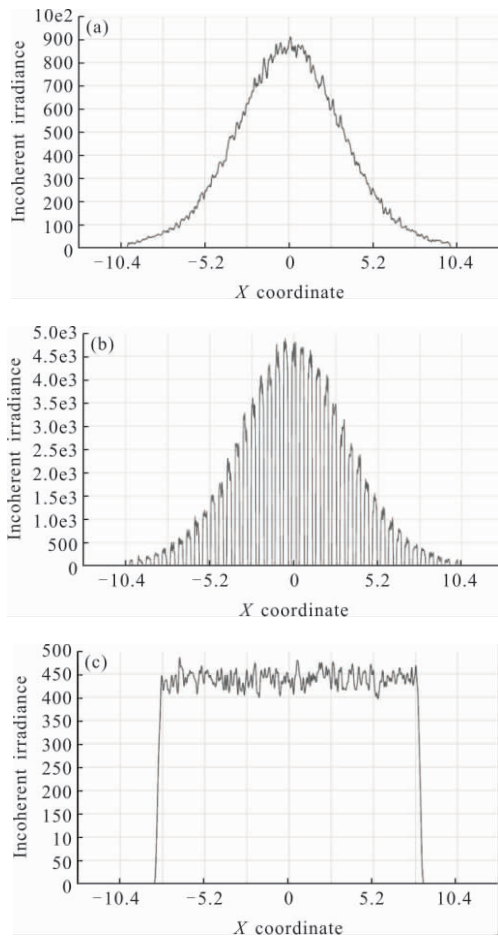 10e2
(a)
900
800
700
600
500
400
300
200
100
0
Incoherent irradiance
−10.4 −5.2 0 5.2 10.4
X coordinate
5.0e3
(b)
4.5e3
4.0e3
3.5e3
3.0e3
2.5e3
2.0e3
1.5e3
1.0e3
500
0
Incoherent irradiance
−10.4 −5.2 0 5.2 10.4
X coordinate
500
(c)
450
400
350
300
250
200
150
10
50
0
Incoherent irradiance
−10.4 −5.2 0 5.2 10.4
X coordinate